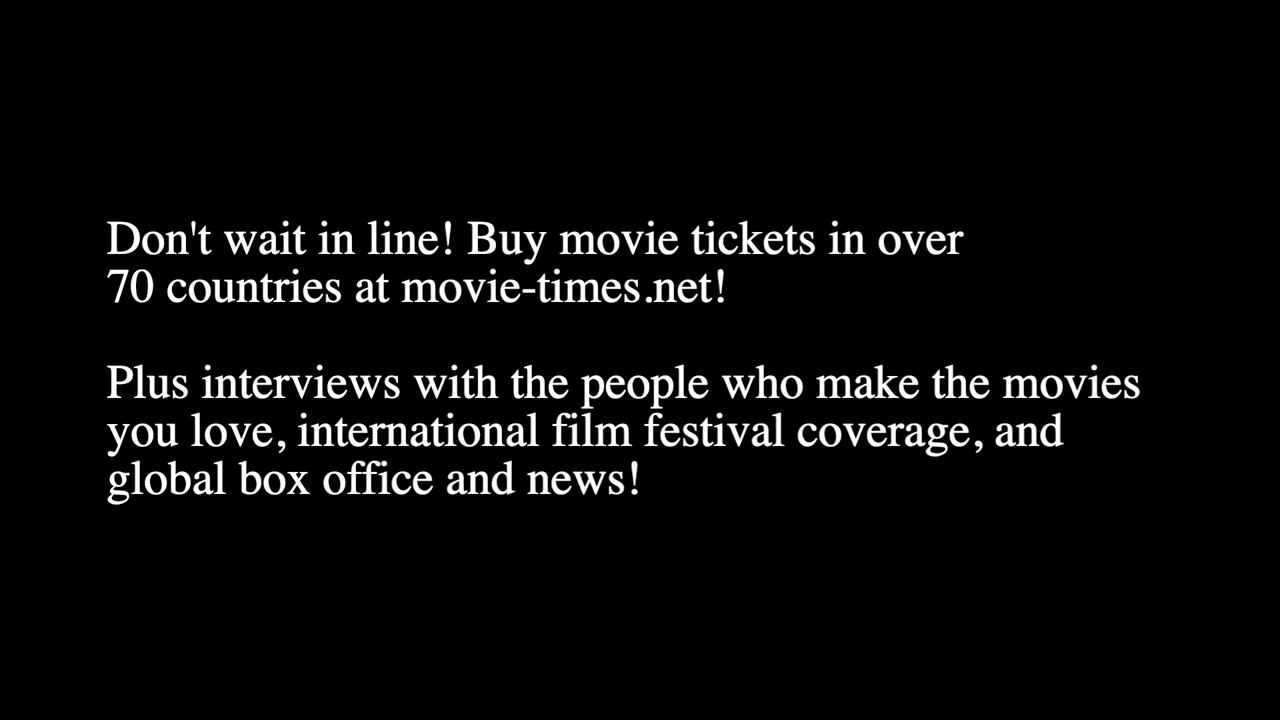 Don't wait in line! Buy movie tickets in over
70 countries at movie-times.net!
Plus interviews with the people who make the movies
you love, international film festival coverage, and
global box office and news!